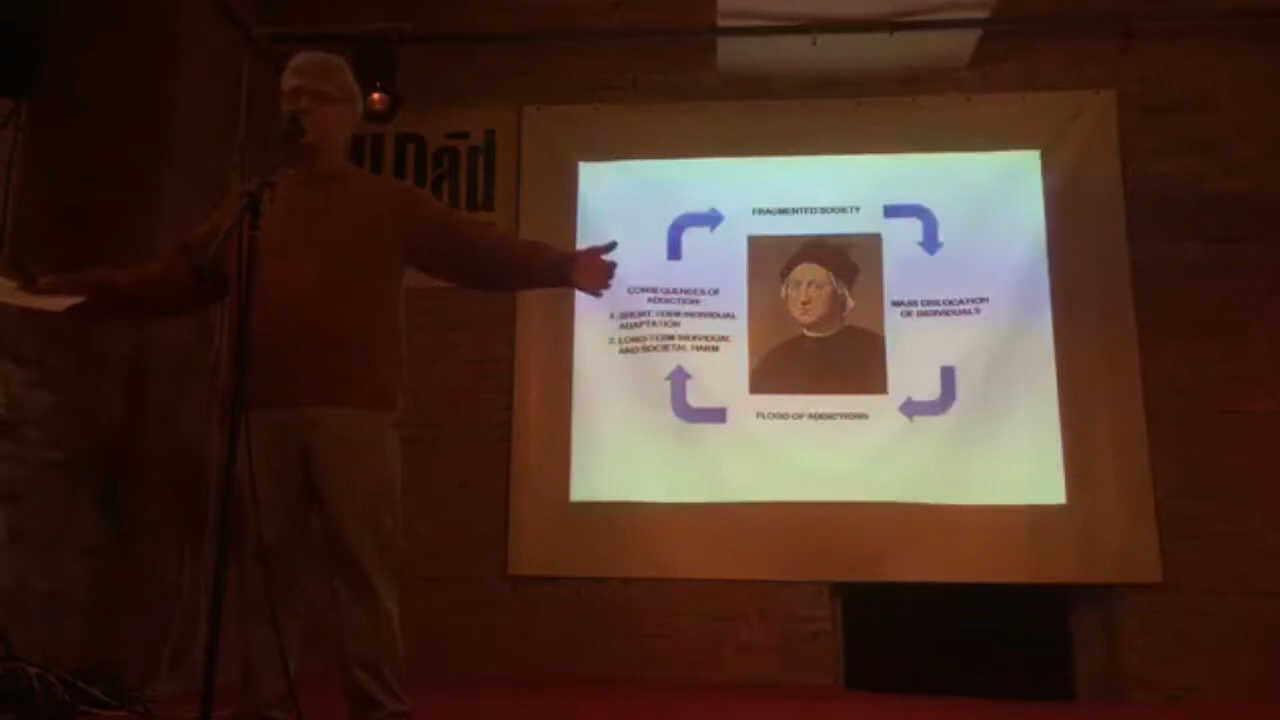 FRAGMENTED SOCIETY
MASS DISLOCATION
OF INDIVIDUALS
FLOOD OF ADDICTIONS
CONSEQUENCES OF
ADDICTION:
1. SHORT-TERM INDIVIDUAL
ADAPTATION
2. LONG-TERM INDIVIDUAL
AND SOCIETAL HARM